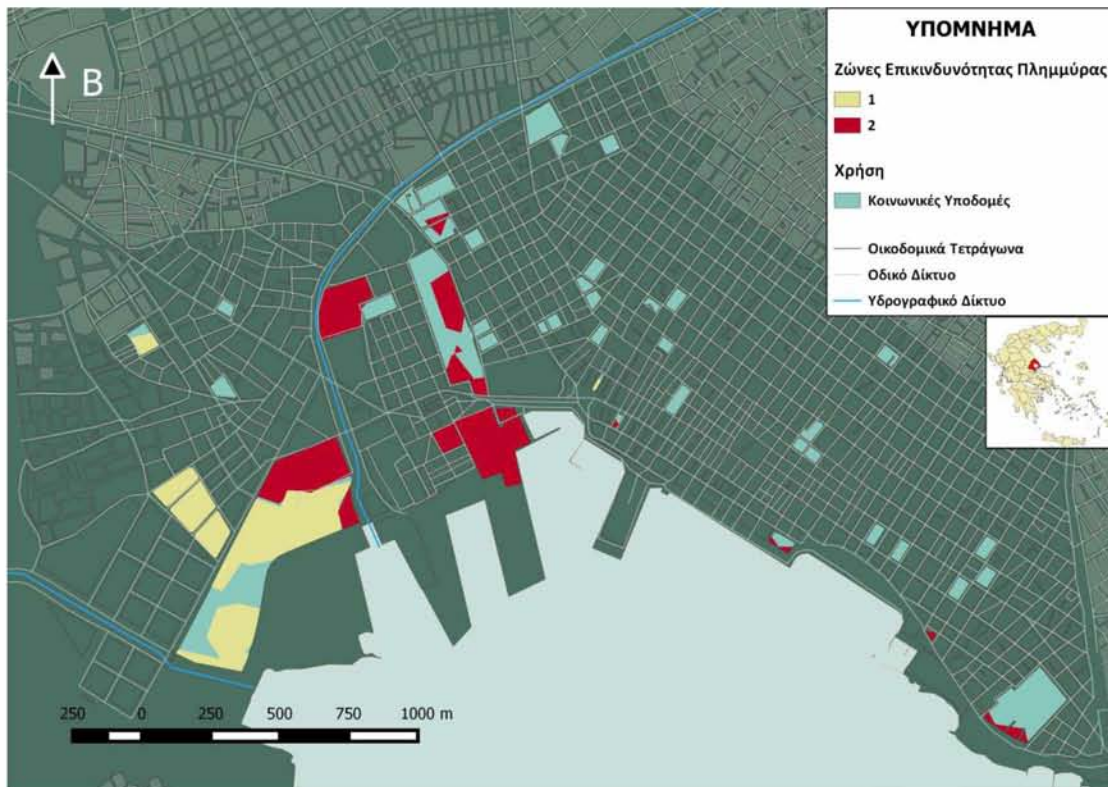 ΥΠΟΜΝΗΜΑ
Ζώνες Επικινδυνότητας Πλημμύρας
1
2
Χρήση
Κοινωνικές Υποδομές
Οικοδομικά Τετράγωνα
Οδικό Δίκτυο
Υδρογραφικό Δίκτυο
Β
250 0 250 500 750 1000 m